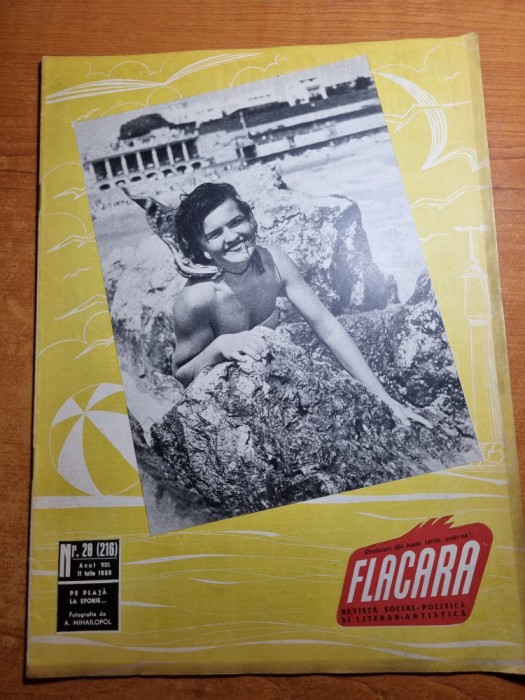 Nr. 28 (216)
Anul VIII
11 Iulie 1959
PE PLAJĂ
LA EFORIE...
Fotografie de
A. MIHAILOPOL
Proletari din toate țările, uniți-vă!
FLACĂRA
REVISTĂ SOCIAL-POLITICĂ
ȘI LITERAR-ARTISTICĂ